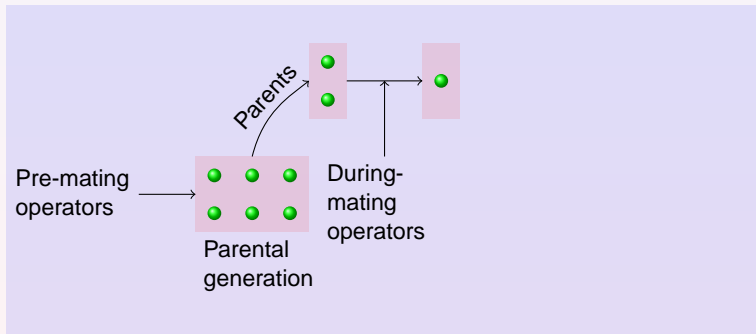 Parents
Pre-mating
operators
During-
mating
operators
Parental
generation